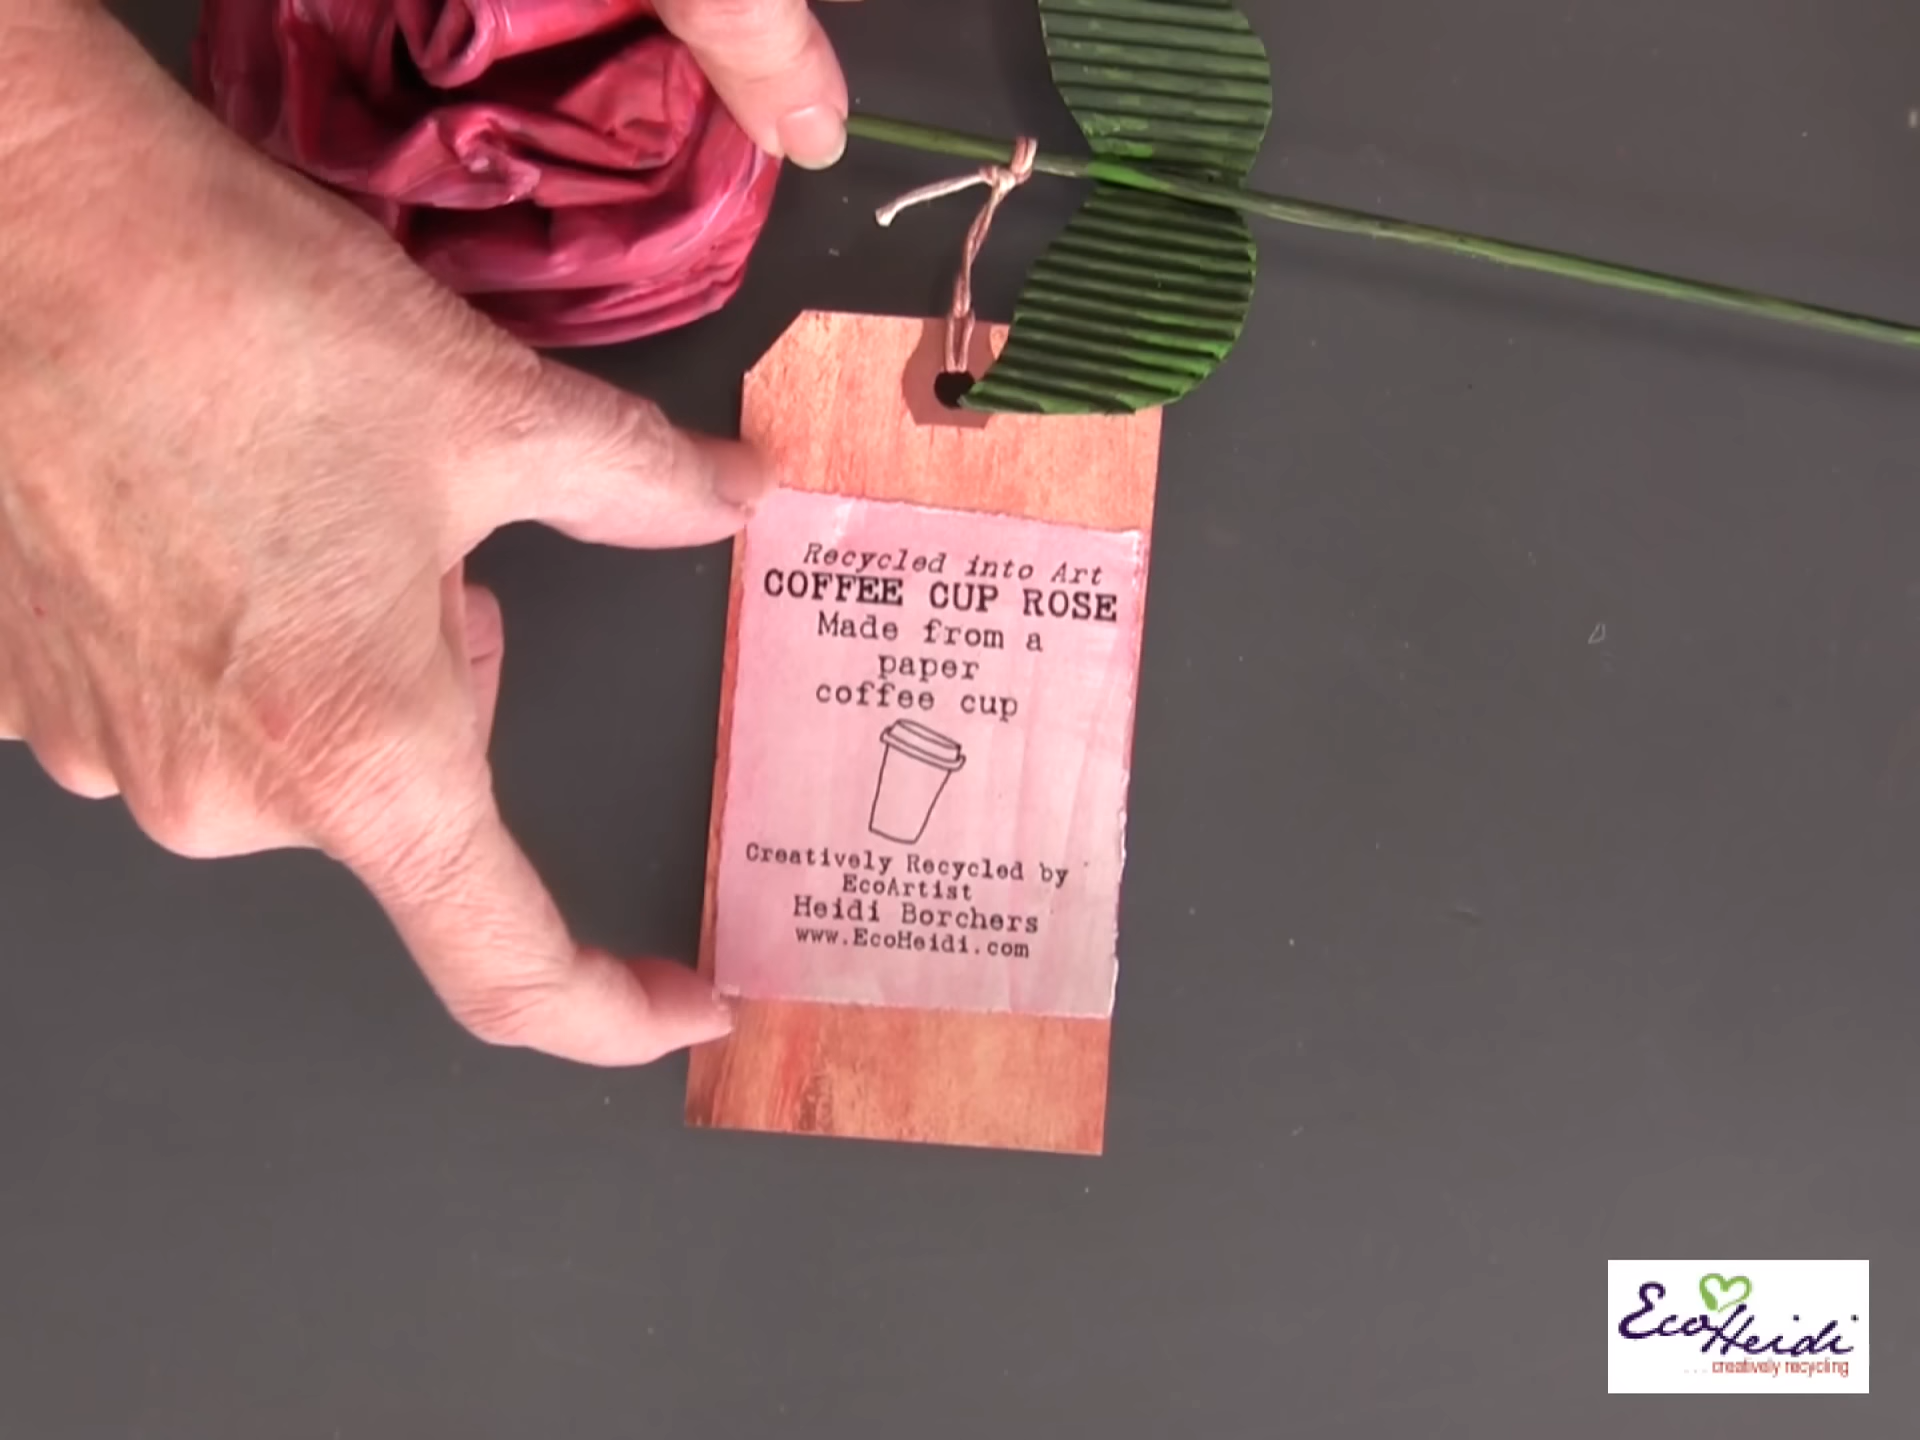 Recycled into Art
COFFEE CUP ROSE
Made from a
paper
coffee cup
Creatively Recycled by
EcoArtist
Heidi Borchers
www.EcoHeidi.com
EcoHeidi
...creatively recycling